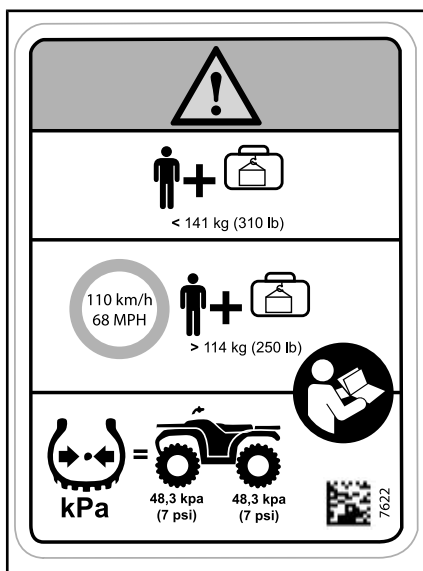 !
< 141 kg (310 lb)
110 km/h
68 MPH
> 114 kg (250 lb)
kPa
=
48,3 kpa
(7 psi)
48,3 kpa
(7 psi)
7622